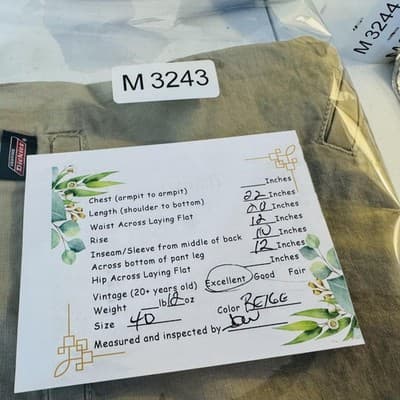 M 3244
M 3243
Dickies
Chest (armpit to armpit) Inches
Length (shoulder to bottom) 22 Inches
Waist Across Laying Flat Inches
Rise 12 Inches
Inseam/Sleeve from middle of back 10 Inches
Across bottom of pant leg 12 Inches
Hip Across Laying Flat Inches
Vintage (20+ years old) Excellent Good Fair
Weight lb oz Color BEIGE
Size 40
Measured and inspected by